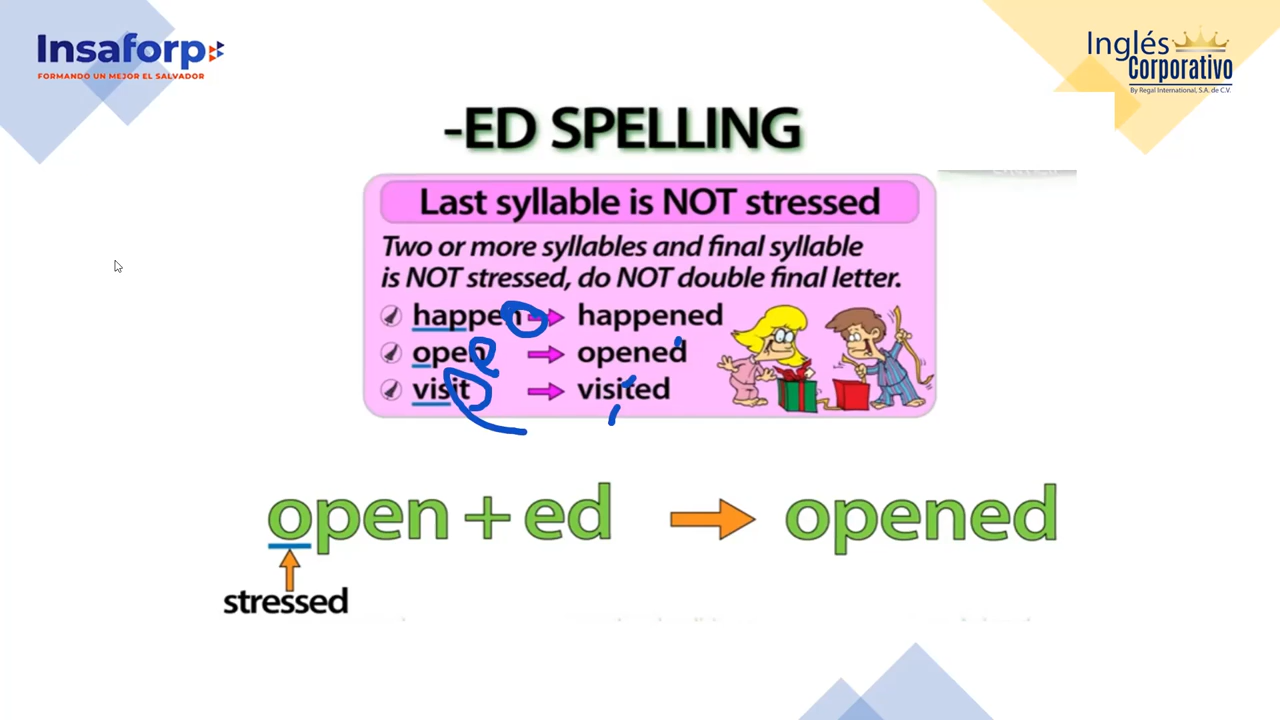 Insaforp
FORMANDO UN MEJOR EL SALVADOR
Inglés
Corporativo
By Regal International, S.A. de C.V.
-ED SPELLING
Last syllable is NOT stressed
Two or more syllables and final syllable
is NOT stressed, do NOT double final letter.
happen happened
open opened
visit visited
open + ed opened
stressed